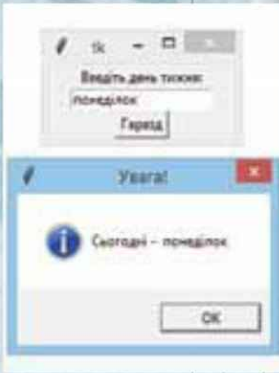 tk
Введіть день тижня:
понеділок
Гаразд
Увага!
Сьогодні - понеділок
OK